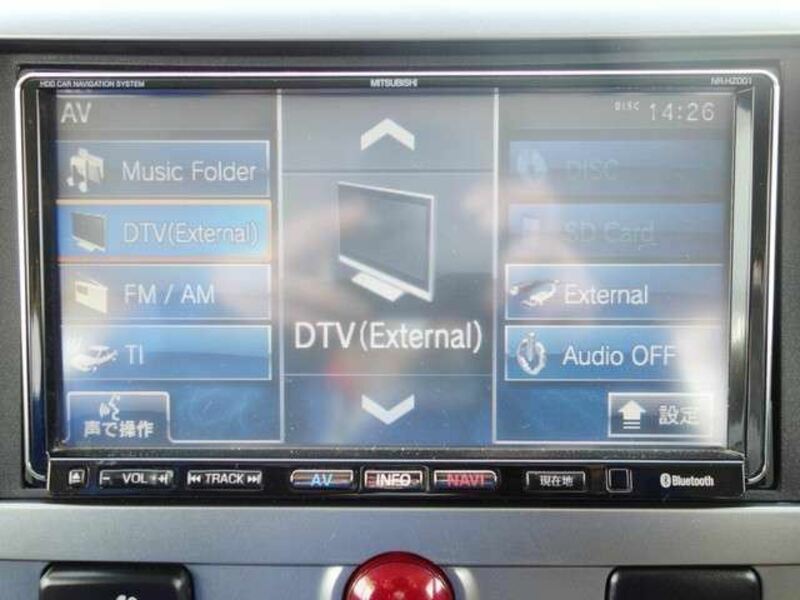 HDD CAR NAVIGATION SYSTEM
MITSUBISHI
NR-HZ001
AV
DISC 14:26
Music Folder
DISC
DTV(External)
SD Card
FM / AM
External
TI
Audio OFF
DTV(External)
声で操作
設定
VOL
TRACK
AV
INFO
NAVI
現在地
Bluetooth